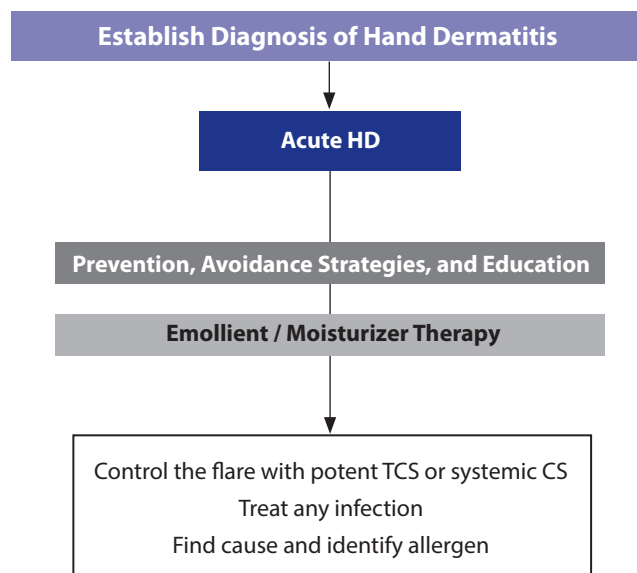 Establish Diagnosis of Hand Dermatitis
Acute HD
Prevention, Avoidance Strategies, and Education
Emollient / Moisturizer Therapy
Control the flare with potent TCS or systemic CS
Treat any infection
Find cause and identify allergen